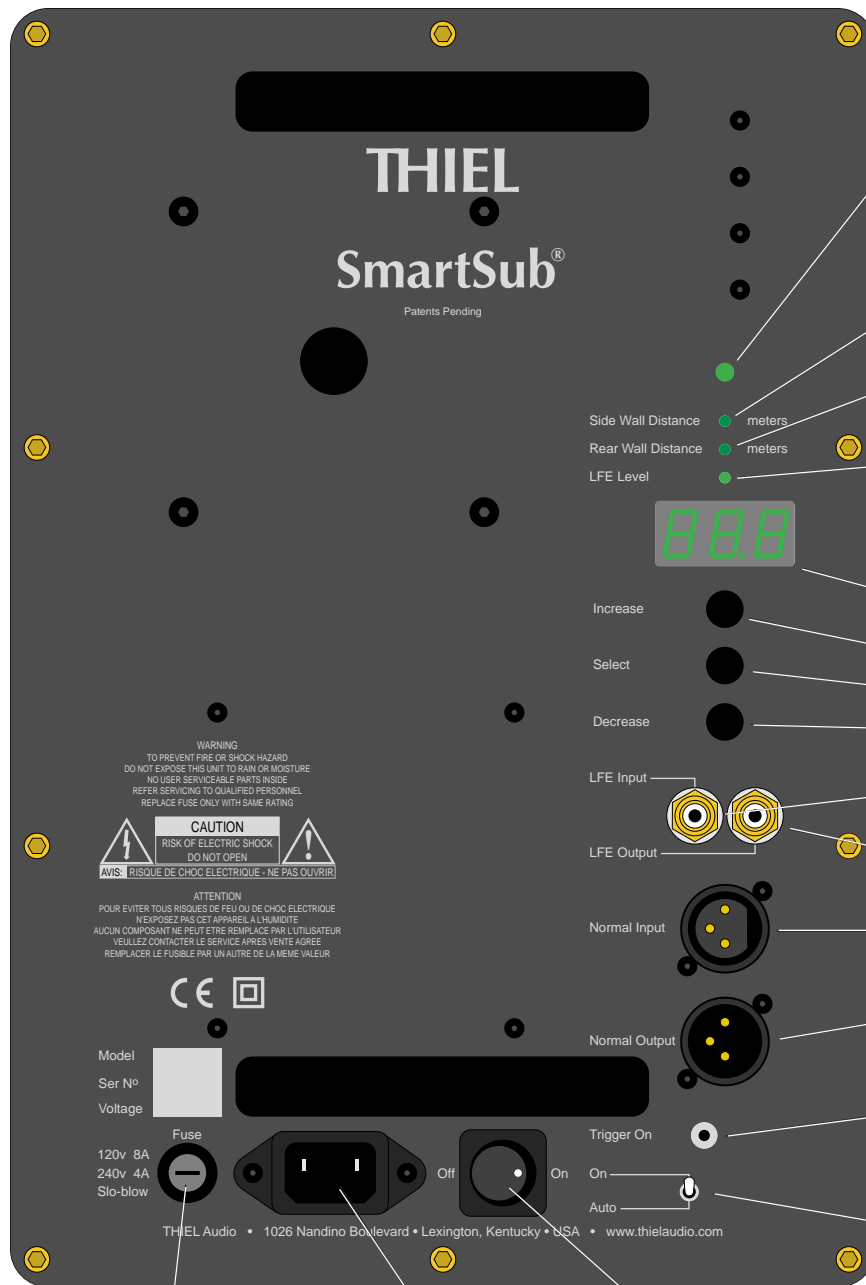 THIEL
SmartSub®
Patents Pending
Side Wall Distance meters
Rear Wall Distance meters
LFE Level
88.8
Increase
Select
Decrease
LFE Input
LFE Output
Normal Input
Normal Output
Trigger On
On
Auto
WARNING
TO PREVENT FIRE OR SHOCK HAZARD
DO NOT EXPOSE THIS UNIT TO RAIN OR MOISTURE
NO USER SERVICEABLE PARTS INSIDE
REFER SERVICING TO QUALIFIED PERSONNEL
REPLACE FUSE ONLY WITH SAME RATING
CAUTION
RISK OF ELECTRIC SHOCK
DO NOT OPEN
AVIS: RISQUE DE CHOC ELECTRIQUE - NE PAS OUVRIR
ATTENTION
POUR EVITER TOUS RISQUES DE FEU OU DE CHOC ELECTRIQUE
N'EXPOSEZ PAS CET APPAREIL A L'HUMIDITE
AUCUN COMPOSANT NE PEUT ETRE REMPLACE PAR L'UTILISATEUR
VEULLEZ CONTACTER LE SERVICE APRES VENTE AGREE
REMPLACER LE FUSIBLE PAR UN AUTRE DE LA MEME VALEUR
CE
Model
Ser Nº
Voltage
Fuse
120v 8A
240v 4A
Slo-blow
Off On
THIEL Audio • 1026 Nandino Boulevard • Lexington, Kentucky • USA • www.thielaudio.com